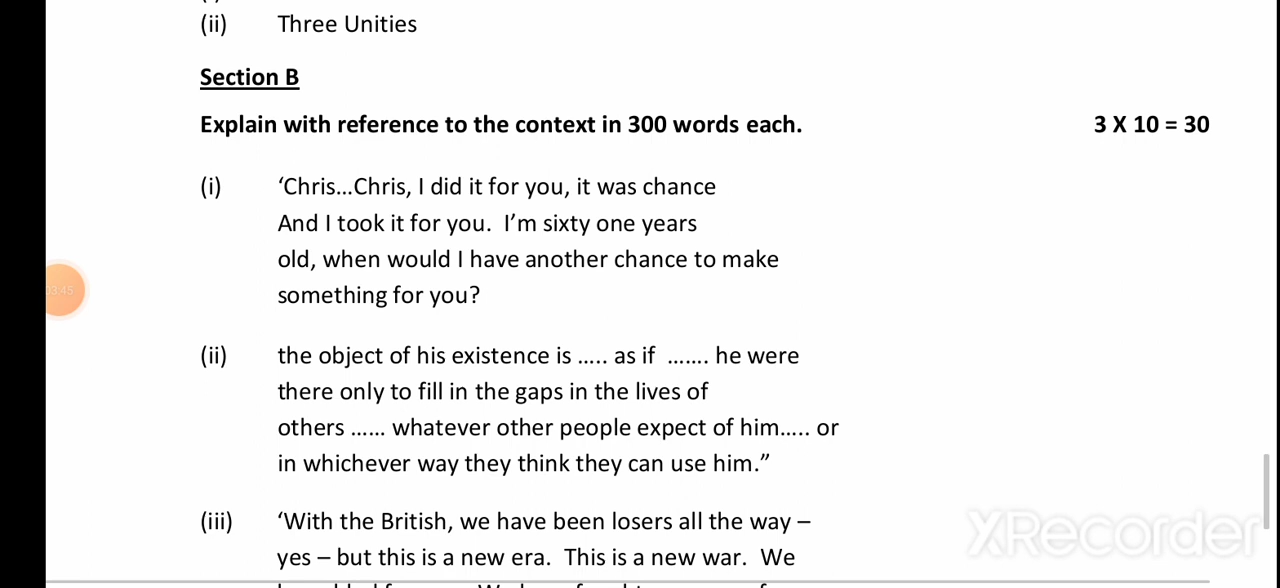 (ii) Three Unities
Section B
Explain with reference to the context in 300 words each. 3 X 10 = 30
(i) ‘Chris...Chris, I did it for you, it was chance
And I took it for you. I’m sixty one years
old, when would I have another chance to make
something for you?
(ii) the object of his existence is ..... as if ....... he were
there only to fill in the gaps in the lives of
others ...... whatever other people expect of him..... or
in whichever way they think they can use him.”
03:45
(iii) ‘With the British, we have been losers all the way –
yes – but this is a new era. This is a new war. We
XRecorder